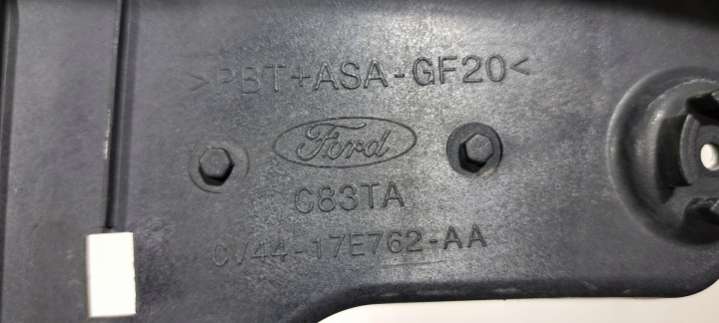 >PBT+ASA-GF20<
Ford
C83TA
CV44-17E762-AA